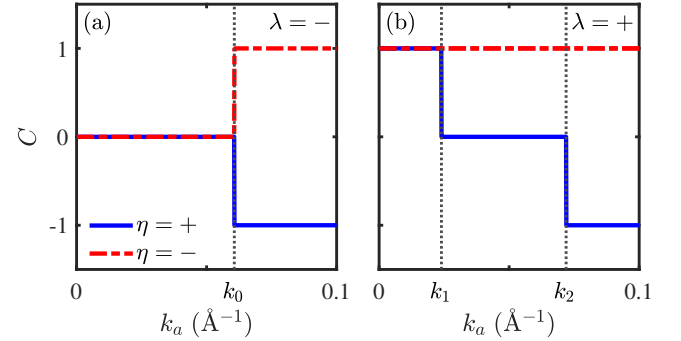 (a) λ = −
(b) λ = +
1
0
-1
C
η = +
η = −
0 k₀ 0.1
0 k₁ k₂ 0.1
kₐ (Å⁻¹)
kₐ (Å⁻¹)